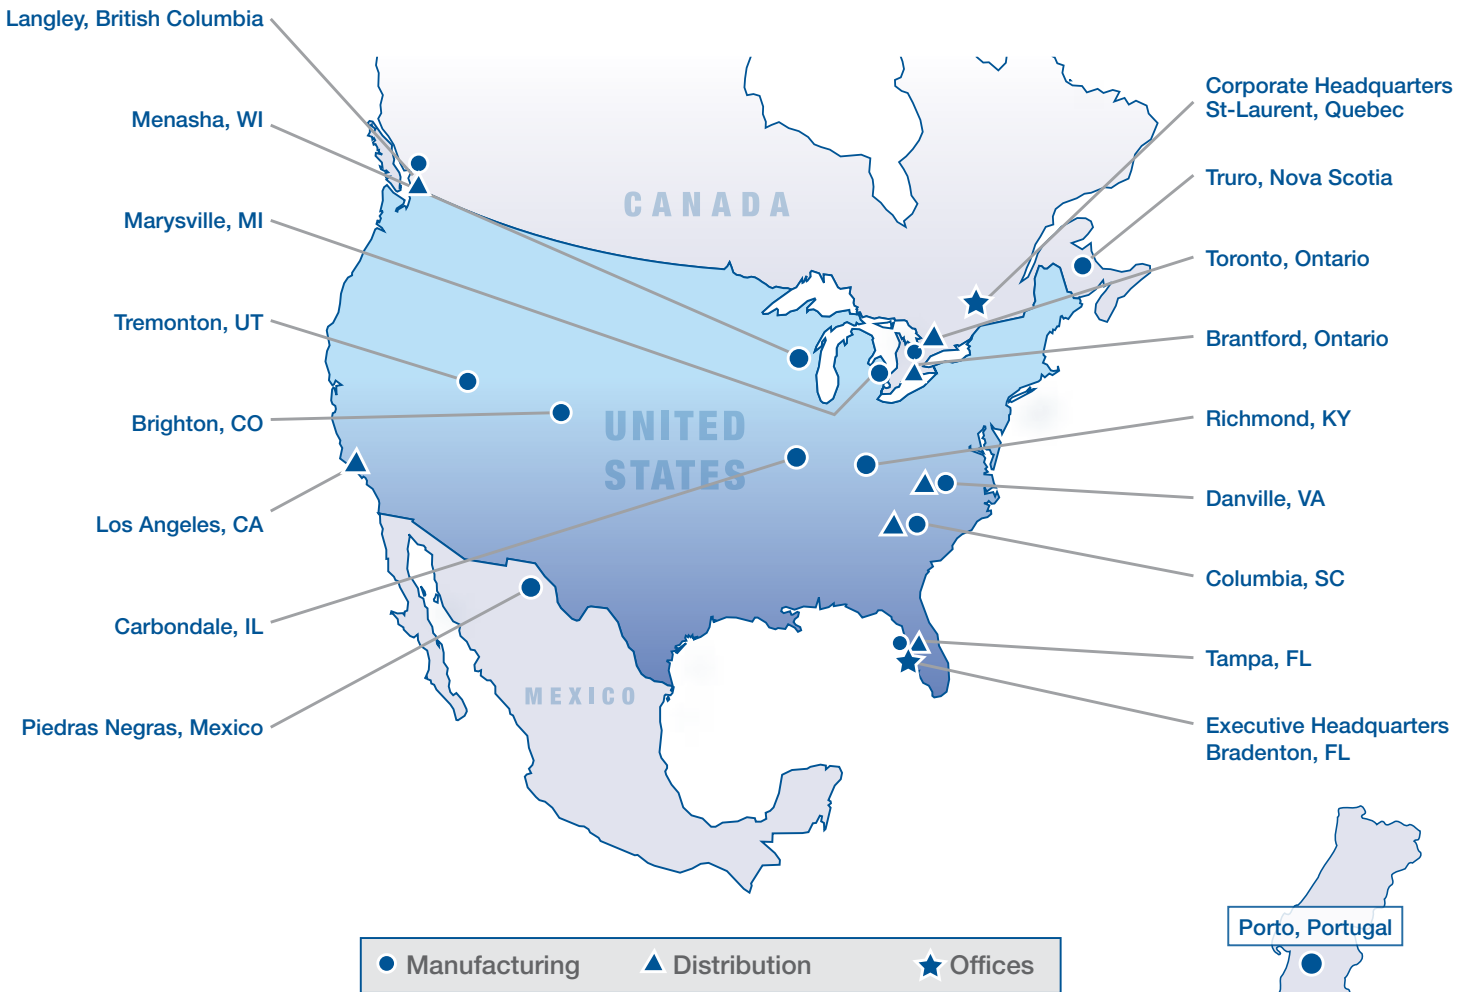 Langley, British Columbia
Menasha, WI
Marysville, MI
Tremonton, UT
Brighton, CO
Los Angeles, CA
Carbondale, IL
Piedras Negras, Mexico
CANADA
UNITED
STATES
MEXICO
Corporate Headquarters
St-Laurent, Quebec
Truro, Nova Scotia
Toronto, Ontario
Brantford, Ontario
Richmond, KY
Danville, VA
Columbia, SC
Tampa, FL
Executive Headquarters
Bradenton, FL
Porto, Portugal
Manufacturing Distribution Offices